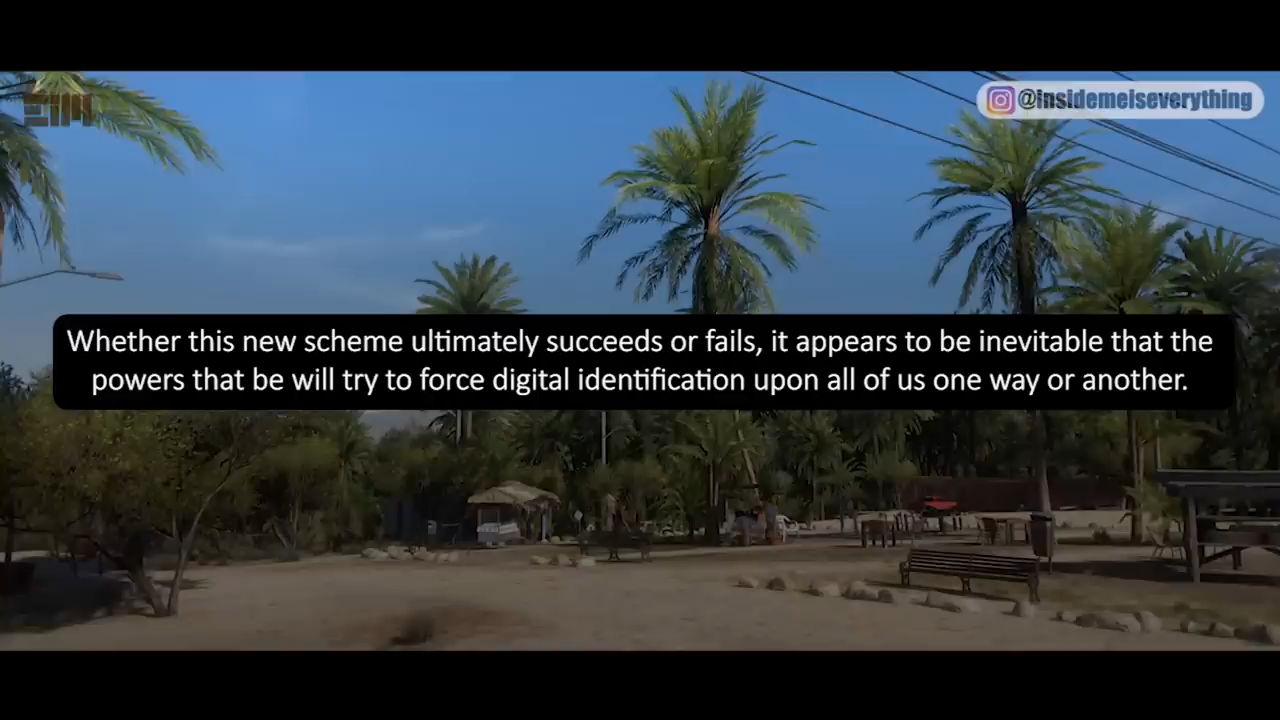 EIM
@insidemeiseverything
Whether this new scheme ultimately succeeds or fails, it appears to be inevitable that the
powers that be will try to force digital identification upon all of us one way or another.